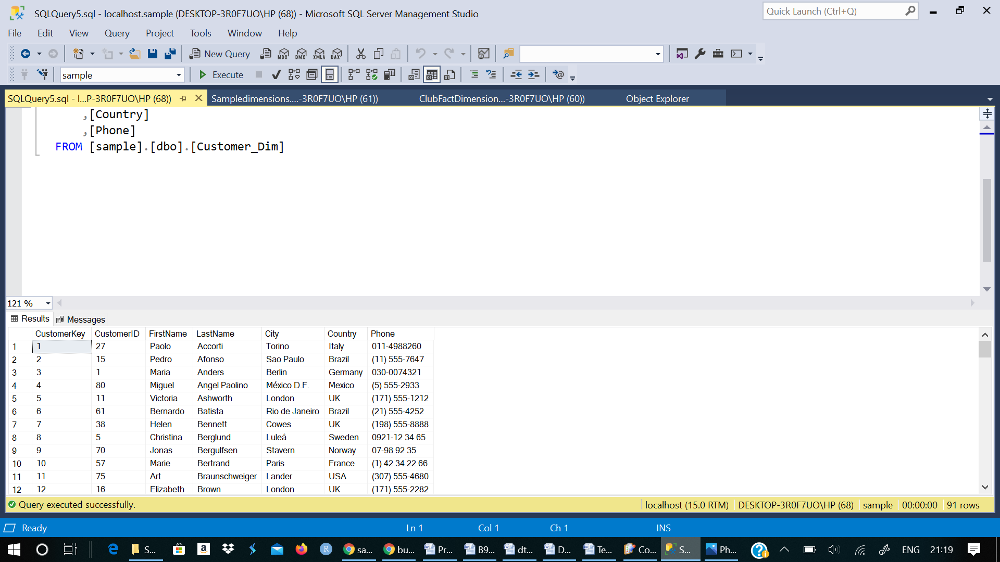 SQLQuery5.sql - localhost.sample (DESKTOP-3R0F7UO\HP (68)) - Microsoft SQL Server Management Studio
Quick Launch (Ctrl+Q)
File Edit View Query Project Tools Window Help
New Query MDX DMX XMLA DAX
sample Execute
SQLQuery5.sql - l...P-3R0F7UO\HP (68)) Sampledimensions....-3R0F7UO\HP (61)) ClubFactDimension...-3R0F7UO\HP (60)) Object Explorer
,[Country]
,[Phone]
FROM [sample].[dbo].[Customer_Dim]
121 %
Results Messages
CustomerKey CustomerID FirstName LastName City Country Phone
1 1 27 Paolo Accorti Torino Italy 011-4988260
2 2 15 Pedro Afonso Sao Paulo Brazil (11) 555-7647
3 3 1 Maria Anders Berlin Germany 030-0074321
4 4 80 Miguel Angel Paolino México D.F. Mexico (5) 555-2933
5 5 11 Victoria Ashworth London UK (171) 555-1212
6 6 61 Bernardo Batista Rio de Janeiro Brazil (21) 555-4252
7 7 38 Helen Bennett Cowes UK (198) 555-8888
8 8 5 Christina Berglund Luleå Sweden 0921-12 34 65
9 9 70 Jonas Bergulfsen Stavern Norway 07-98 92 35
10 10 57 Marie Bertrand Paris France (1) 42.34.22.66
11 11 75 Art Braunschweiger Lander USA (307) 555-4680
12 12 16 Elizabeth Brown London UK (171) 555-2282
Query executed successfully. localhost (15.0 RTM) DESKTOP-3R0F7UO\HP (68) sample 00:00:00 91 rows
Ready Ln 1 Col 1 Ch 1 INS
S... sa... bu... Pr... B9... dt... D... Te... Co... S... Ph... ENG 21:19